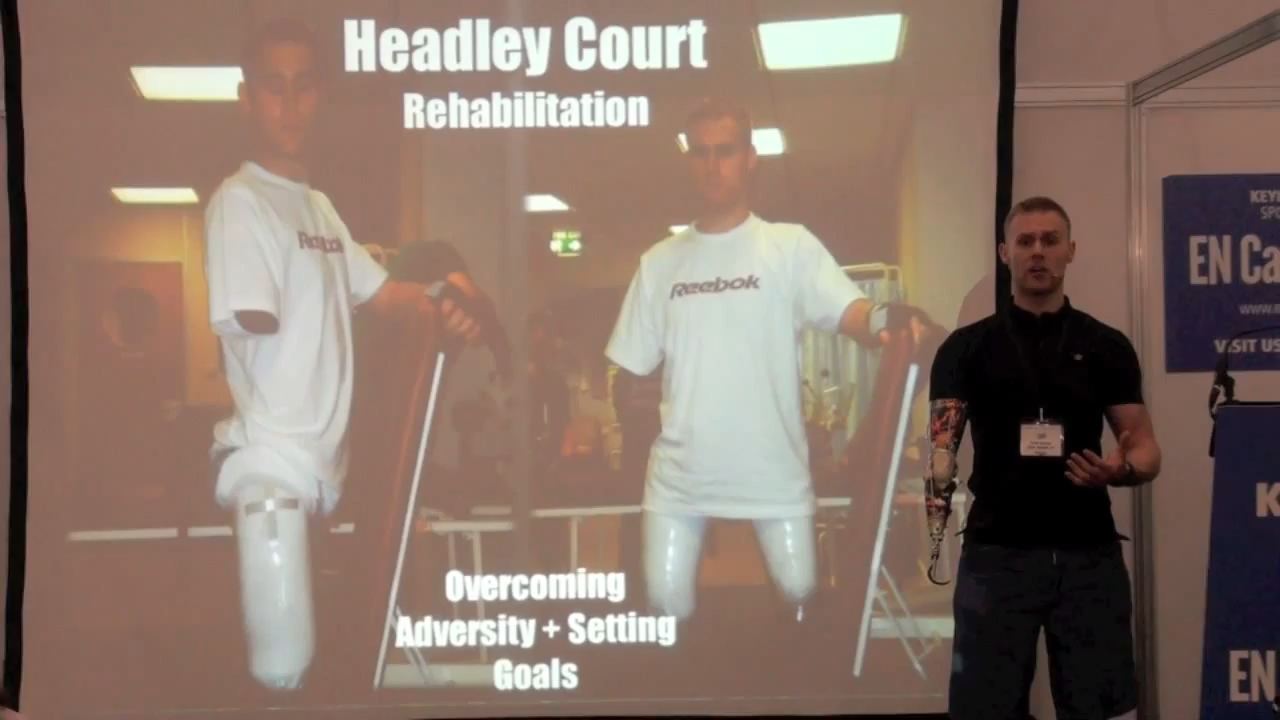 Headley Court
Rehabilitation
Reebok
Reebok
Overcoming
Adversity + Setting
Goals
EN Ca
VISIT US
K
EN